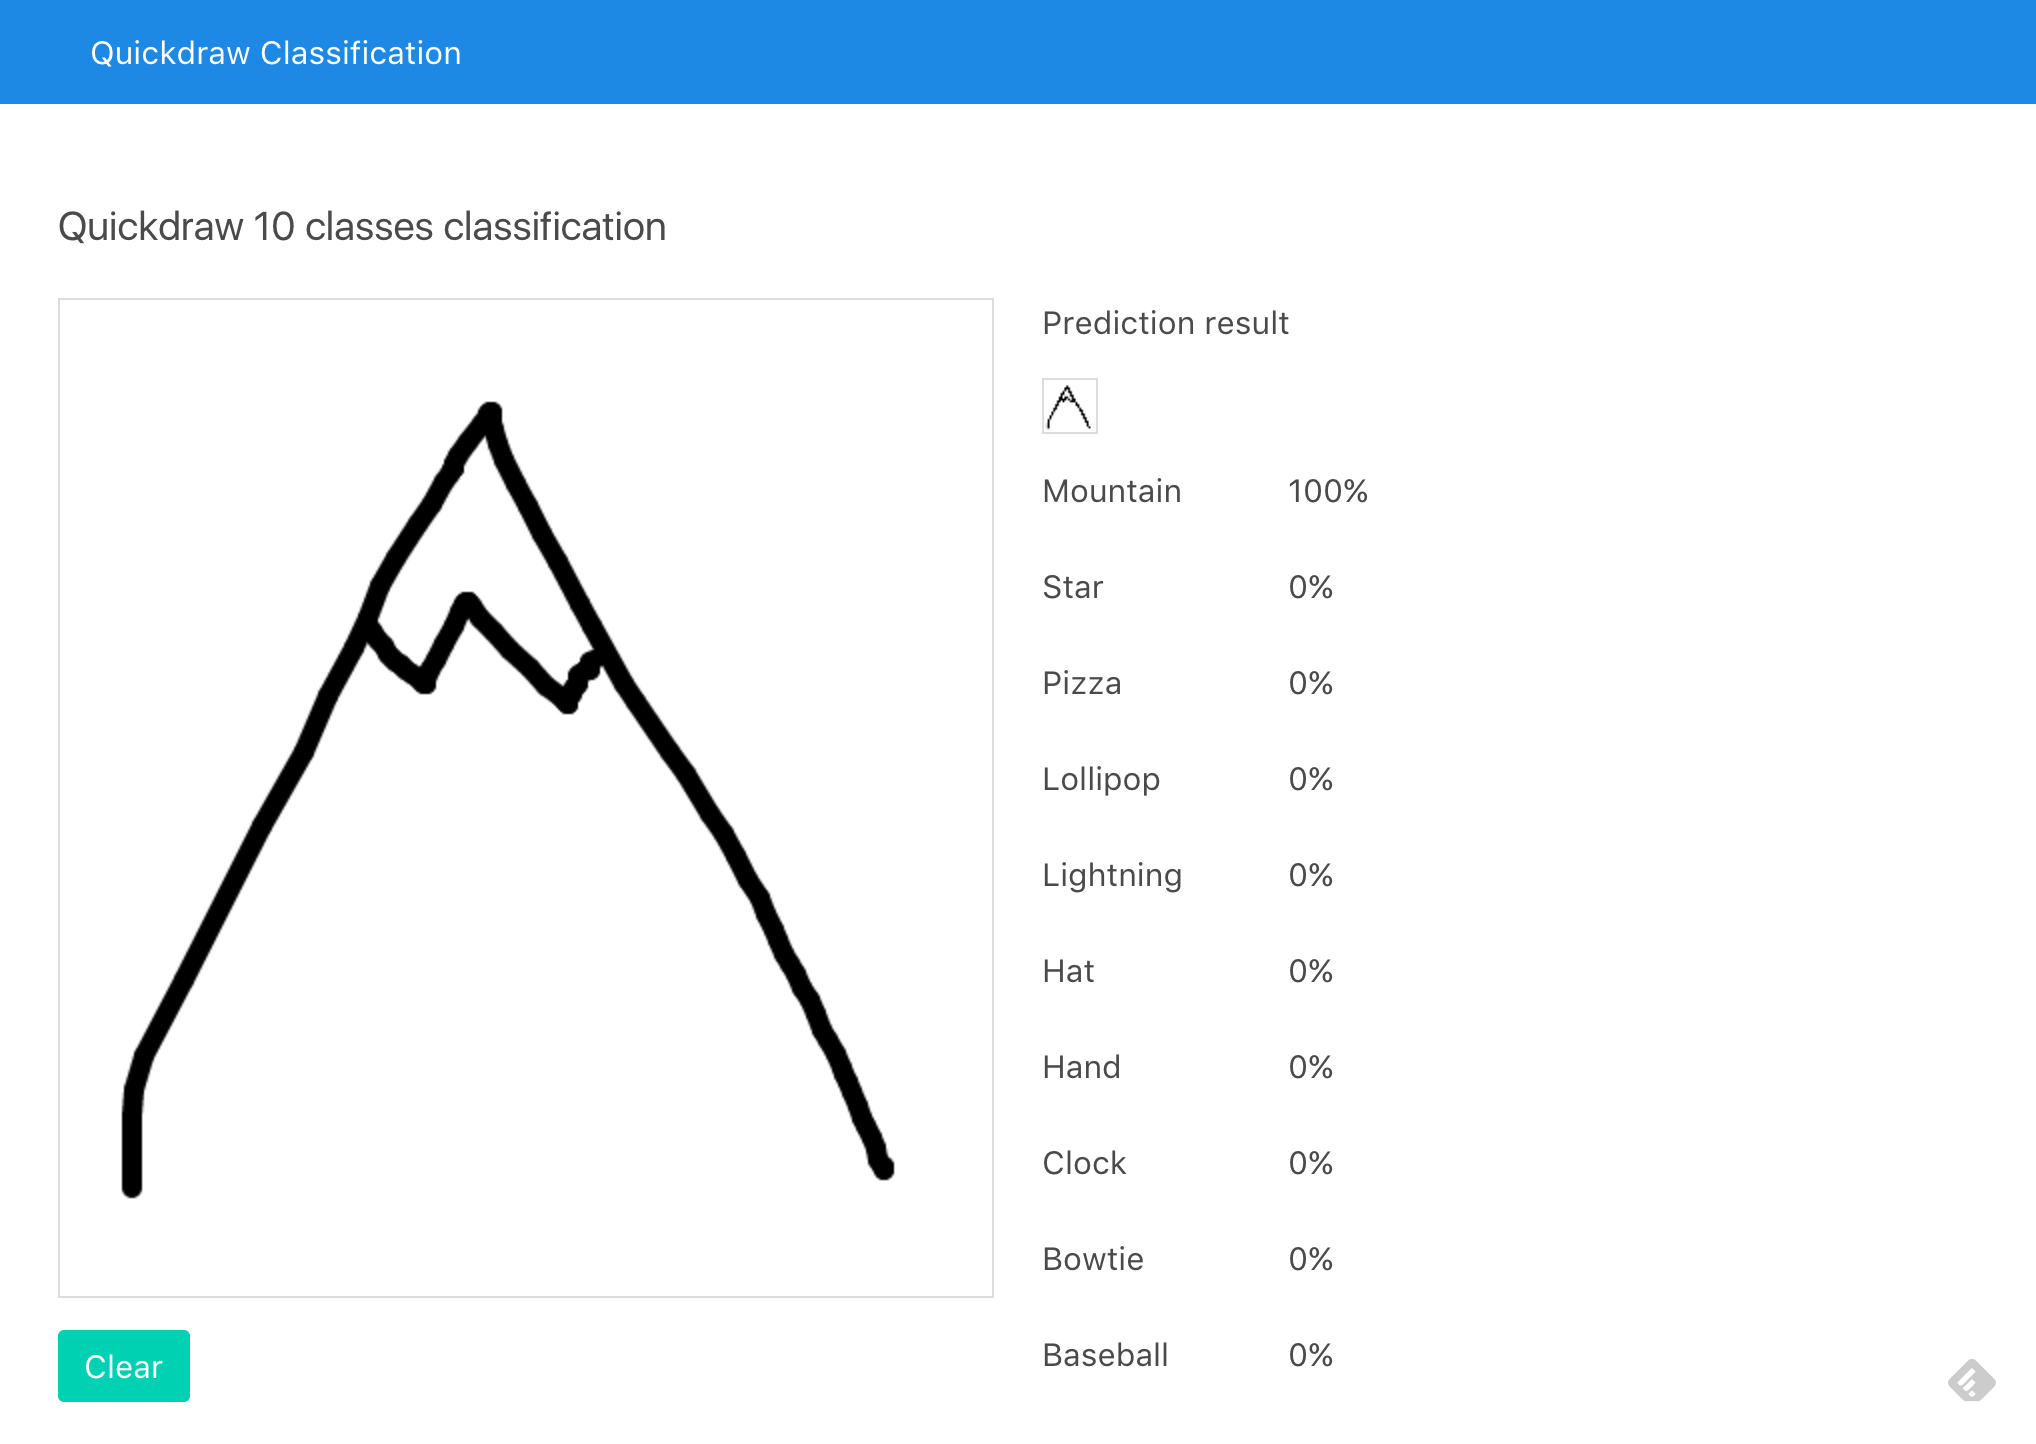 Quickdraw Classification
Quickdraw 10 classes classification
Prediction result
Mountain 100%
Star 0%
Pizza 0%
Lollipop 0%
Lightning 0%
Hat 0%
Hand 0%
Clock 0%
Bowtie 0%
Baseball 0%
Clear